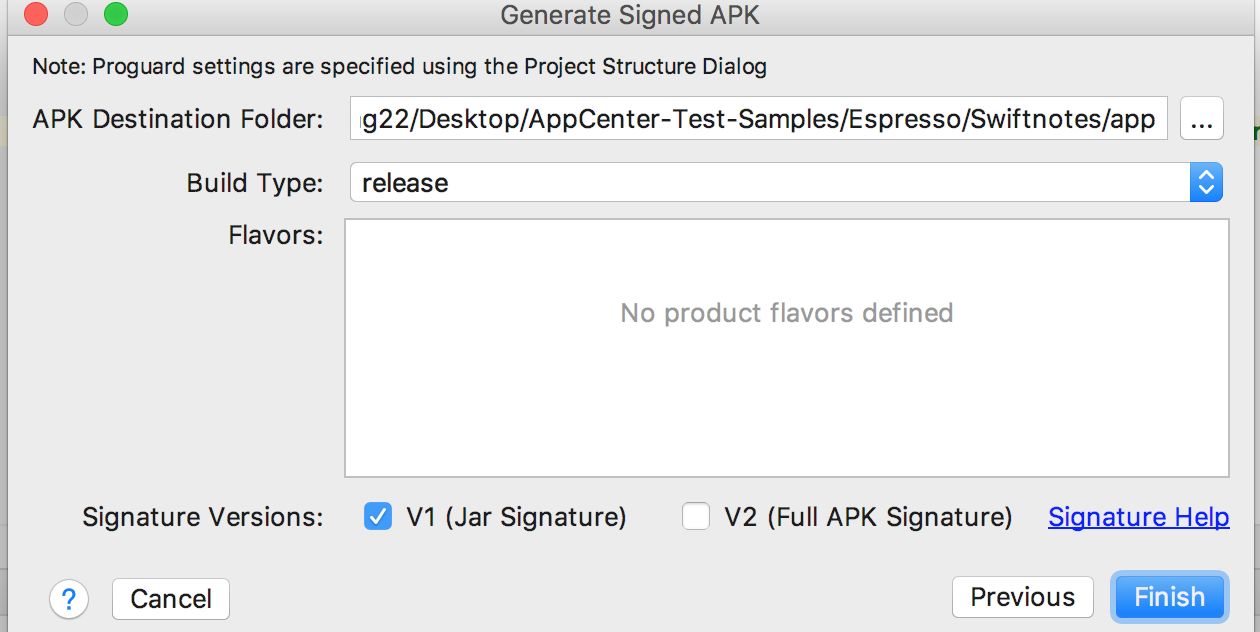 Generate Signed APK
Note: Proguard settings are specified using the Project Structure Dialog
APK Destination Folder: g22/Desktop/AppCenter-Test-Samples/Espresso/Swiftnotes/app ...
Build Type: release
Flavors:
No product flavors defined
Signature Versions: V1 (Jar Signature) V2 (Full APK Signature) Signature Help
? Cancel Previous Finish